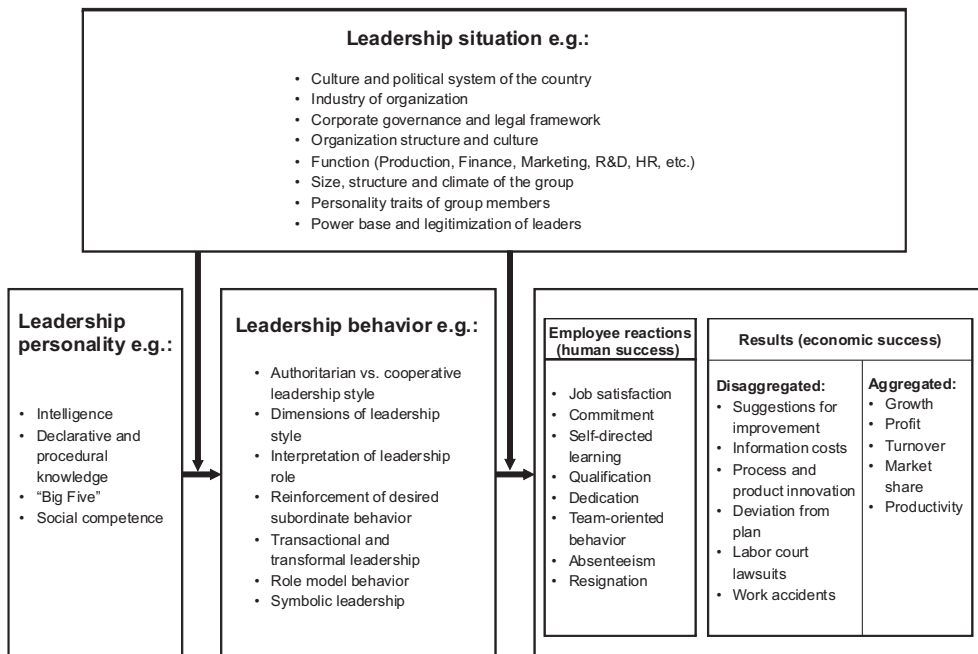 Leadership situation e.g.:
• Culture and political system of the country
• Industry of organization
• Corporate governance and legal framework
• Organization structure and culture
• Function (Production, Finance, Marketing, R&D, HR, etc.)
• Size, structure and climate of the group
• Personality traits of group members
• Power base and legitimization of leaders
Leadership
personality e.g.:
• Intelligence
• Declarative and
procedural
knowledge
• “Big Five”
• Social competence
Leadership behavior e.g.:
• Authoritarian vs. cooperative
leadership style
• Dimensions of leadership
style
• Interpretation of leadership
role
• Reinforcement of desired
subordinate behavior
• Transactional and
transformal leadership
• Role model behavior
• Symbolic leadership
Employee reactions
(human success)
• Job satisfaction
• Commitment
• Self-directed
learning
• Qualification
• Dedication
• Team-oriented
behavior
• Absenteeism
• Resignation
Results (economic success)
Disaggregated:
• Suggestions for
improvement
• Information costs
• Process and
product innovation
• Deviation from
plan
• Labor court
lawsuits
• Work accidents
Aggregated:
• Growth
• Profit
• Turnover
• Market
share
• Productivity